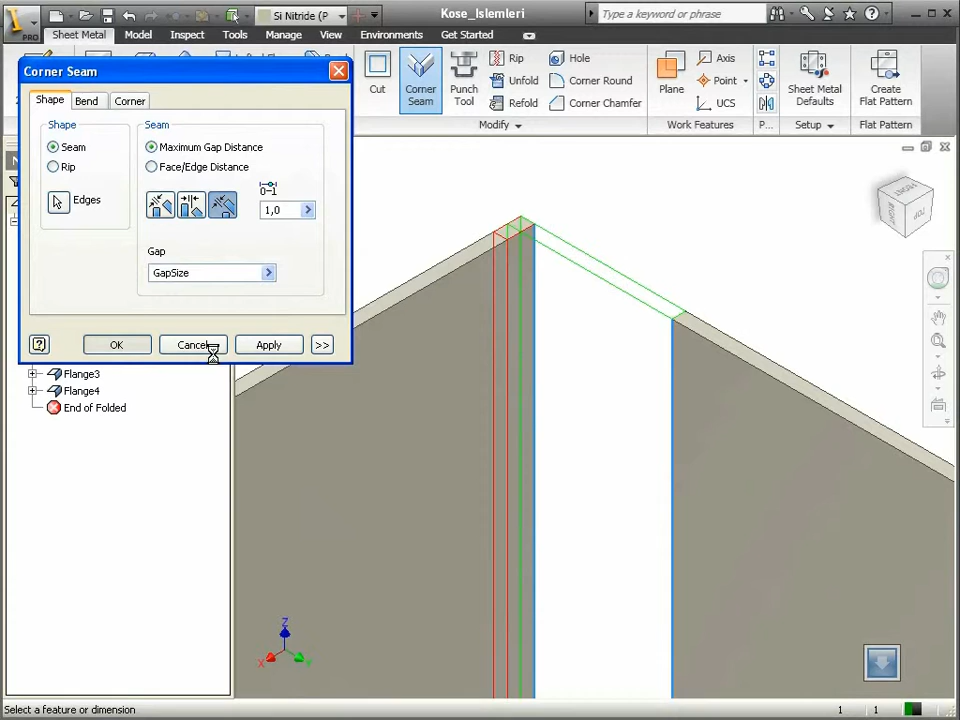 Si Nitride (P
Kose_Islemleri
Type a keyword or phrase
PRO
Sheet Metal
Model
Inspect
Tools
Manage
View
Environments
Get Started
Corner Seam
Shape
Bend
Corner
Shape
Seam
Rip
Edges
Seam
Maximum Gap Distance
Face/Edge Distance
0-1
1,0
Gap
GapSize
OK
Cancel
Apply
>>
Cut
Corner
Seam
Punch
Tool
Rip
Unfold
Refold
Hole
Corner Round
Corner Chamfer
Modify
Plane
Axis
Point
UCS
Work Features
P...
Sheet Metal
Defaults
Setup
Create
Flat Pattern
Flat Pattern
Flange3
Flange4
End of Folded
FRONT
RIGHT
TOP
Z
X
Y
Select a feature or dimension
1
1